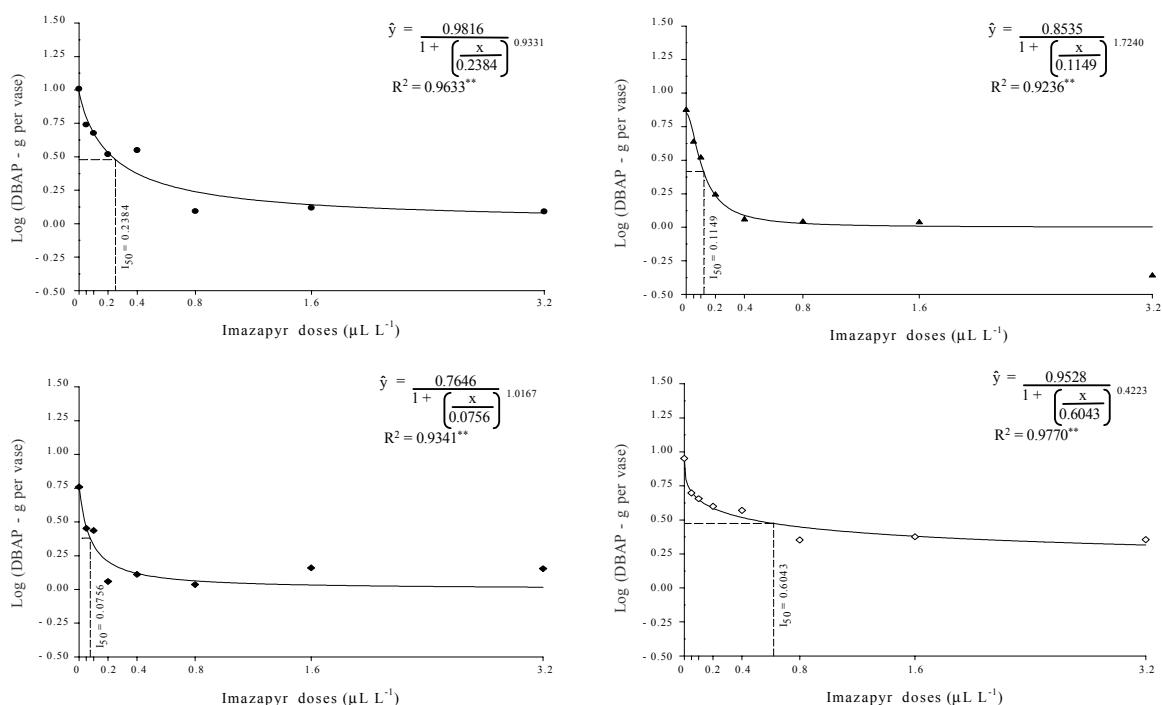 1.50
1.25
1.00
0.75
0.50
0.25
0.00
- 0.25
- 0.50
Log (DBAP - g per vase)
ŷ = 0.9816
1 + ( x 0.2384 ) 0.9331
R² = 0.9633**
I50 = 0.2384
0 0.2 0.4 0.8 1.6 3.2
Imazapyr doses (µL L⁻¹)
1.50
1.25
1.00
0.75
0.50
0.25
0.00
- 0.25
- 0.50
Log (DBAP - g per vase)
ŷ = 0.8535
1 + ( x 0.1149 ) 1.7240
R² = 0.9236**
I50 = 0.1149
0 0.2 0.4 0.8 1.6 3.2
Imazapyr doses (µL L⁻¹)
1.50
1.25
1.00
0.75
0.50
0.25
0.00
- 0.25
- 0.50
Log (DBAP - g per vase)
ŷ = 0.7646
1 + ( x 0.0756 ) 1.0167
R² = 0.9341**
I50 = 0.0756
0 0.2 0.4 0.8 1.6 3.2
Imazapyr doses (µL L⁻¹)
1.50
1.25
1.00
0.75
0.50
0.25
0.00
- 0.25
- 0.50
Log (DBAP - g per vase)
ŷ = 0.9528
1 + ( x 0.6043 ) 0.4223
R² = 0.9770**
I50 = 0.6043
0 0.2 0.4 0.8 1.6 3.2
Imazapyr doses (µL L⁻¹)